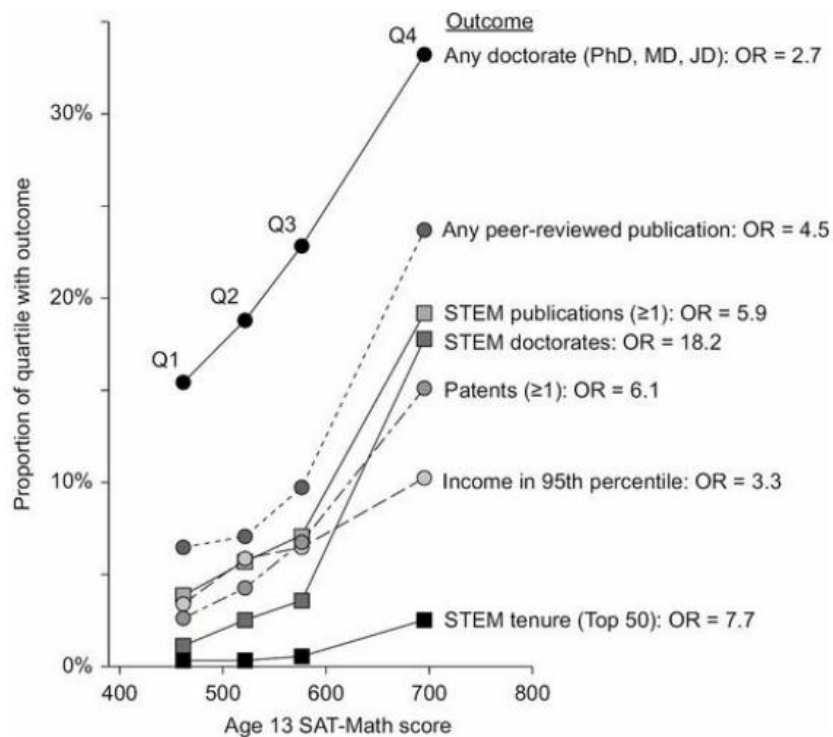 Outcome
Any doctorate (PhD, MD, JD): OR = 2.7
Any peer-reviewed publication: OR = 4.5
STEM publications (≥1): OR = 5.9
STEM doctorates: OR = 18.2
Patents (≥1): OR = 6.1
Income in 95th percentile: OR = 3.3
STEM tenure (Top 50): OR = 7.7
Q4
Q3
Q2
Q1
Proportion of quartile with outcome
30%
20%
10%
0%
400 500 600 700 800
Age 13 SAT-Math score